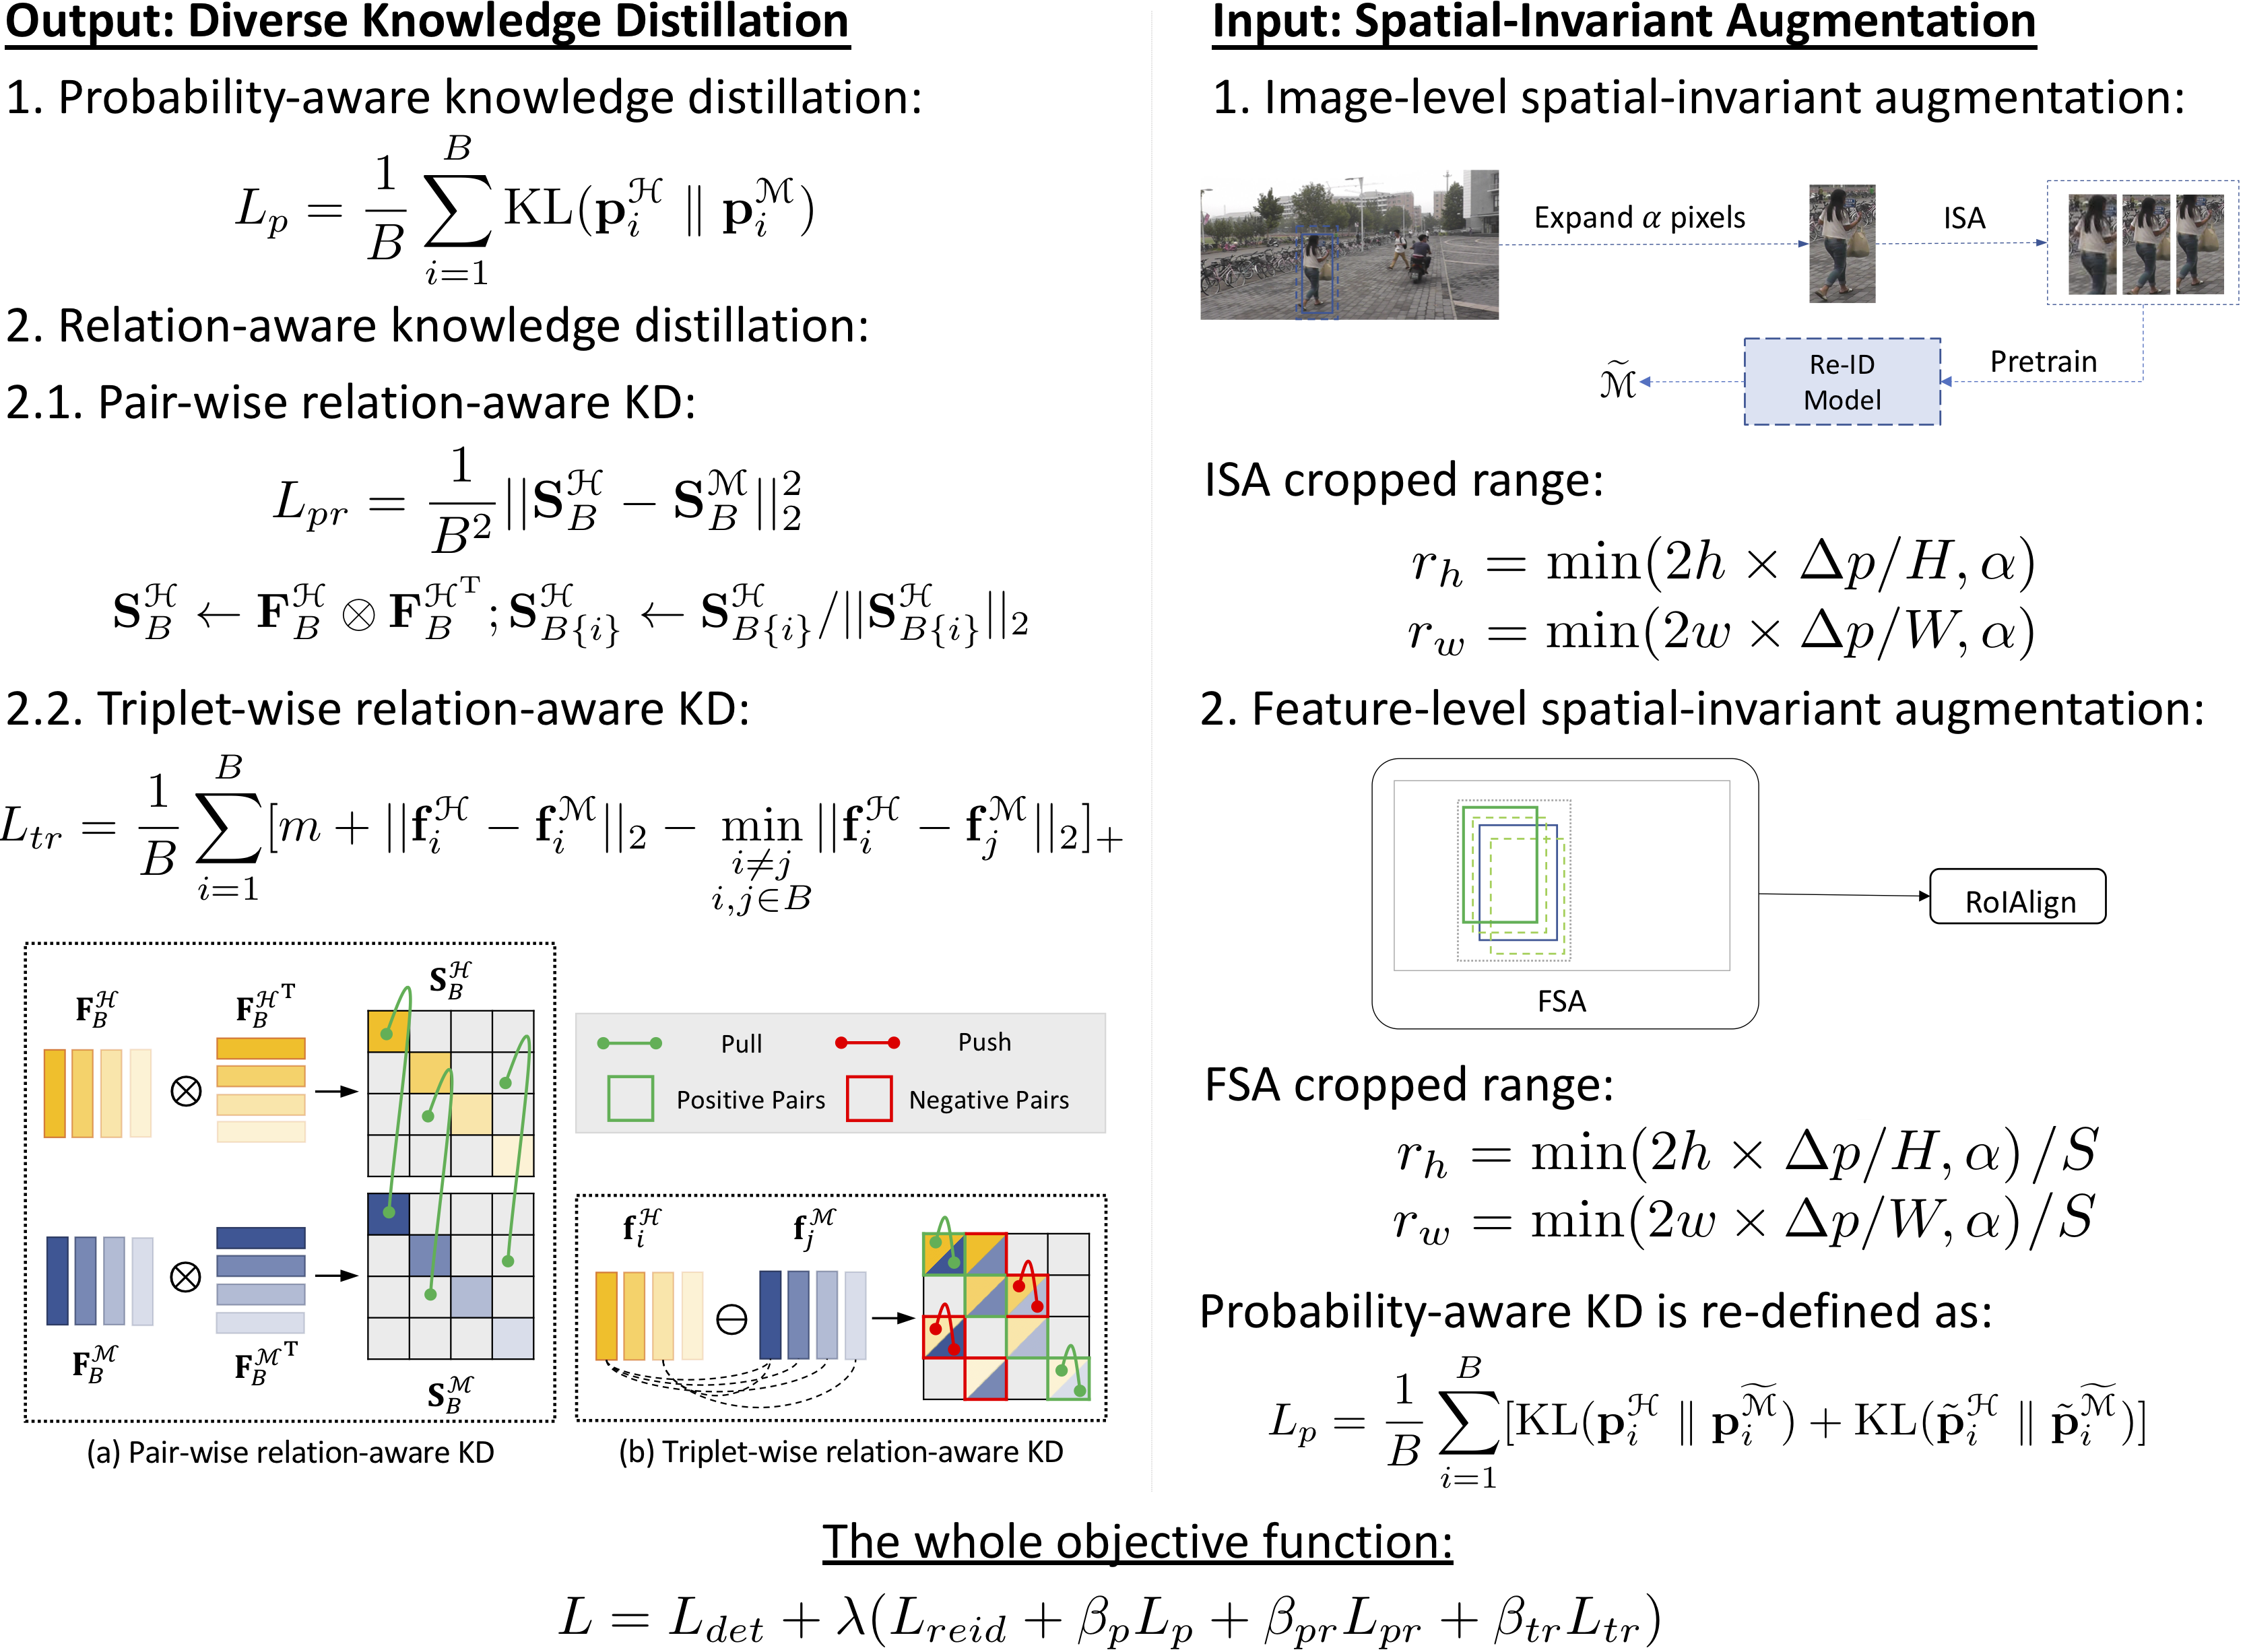 Output: Diverse Knowledge Distillation
1. Probability-aware knowledge distillation:
$L_p = \frac{1}{B} \sum_{i=1}^{B} \mathrm{KL}(\mathbf{p}_i^{\mathcal{H}} \parallel \mathbf{p}_i^{\mathcal{M}})$
2. Relation-aware knowledge distillation:
2.1. Pair-wise relation-aware KD:
$L_{pr} = \frac{1}{B^2} ||\mathbf{S}_B^{\mathcal{H}} - \mathbf{S}_B^{\mathcal{M}}||_2^2$
$\mathbf{S}_B^{\mathcal{H}} \leftarrow \mathbf{F}_B^{\mathcal{H}} \otimes \mathbf{F}_B^{\mathcal{H}^{\mathrm{T}}}; \mathbf{S}_{B\{i\}}^{\mathcal{H}} \leftarrow \mathbf{S}_{B\{i\}}^{\mathcal{H}} / ||\mathbf{S}_{B\{i\}}^{\mathcal{H}}||_2$
2.2. Triplet-wise relation-aware KD:
$L_{tr} = \frac{1}{B} \sum_{i=1}^{B} [m + ||\mathbf{f}_i^{\mathcal{H}} - \mathbf{f}_i^{\mathcal{M}}||_2 - \min_{\substack{i \neq j \\ i,j \in B}} ||\mathbf{f}_i^{\mathcal{H}} - \mathbf{f}_j^{\mathcal{M}}||_2]_+$
$\mathbf{F}_B^{\mathcal{H}}$
$\mathbf{F}_B^{\mathcal{H}^{\mathrm{T}}}$
$\mathbf{S}_B^{\mathcal{H}}$
⊗
⊗
$\mathbf{F}_B^{\mathcal{M}}$
$\mathbf{F}_B^{\mathcal{M}^{\mathrm{T}}}$
$\mathbf{S}_B^{\mathcal{M}}$
(a) Pair-wise relation-aware KD
Pull
Push
Positive Pairs
Negative Pairs
$\mathbf{f}_i^{\mathcal{H}}$
$\mathbf{f}_j^{\mathcal{M}}$
⊖
(b) Triplet-wise relation-aware KD
Input: Spatial-Invariant Augmentation
1. Image-level spatial-invariant augmentation:
Expand α pixels
ISA
Pretrain
Re-ID
Model
$\widetilde{\mathcal{M}}$
ISA cropped range:
$r_h = \min(2h \times \Delta p/H, \alpha)$
$r_w = \min(2w \times \Delta p/W, \alpha)$
2. Feature-level spatial-invariant augmentation:
FSA
RoIAlign
FSA cropped range:
$r_h = \min(2h \times \Delta p/H, \alpha)/S$
$r_w = \min(2w \times \Delta p/W, \alpha)/S$
Probability-aware KD is re-defined as:
$L_p = \frac{1}{B} \sum_{i=1}^{B} [\mathrm{KL}(\mathbf{p}_i^{\mathcal{H}} \parallel \mathbf{p}_i^{\widetilde{\mathcal{M}}}) + \mathrm{KL}(\tilde{\mathbf{p}}_i^{\mathcal{H}} \parallel \tilde{\mathbf{p}}_i^{\widetilde{\mathcal{M}}})]$
The whole objective function:
$L = L_{det} + \lambda(L_{reid} + \beta_p L_p + \beta_{pr} L_{pr} + \beta_{tr} L_{tr})$